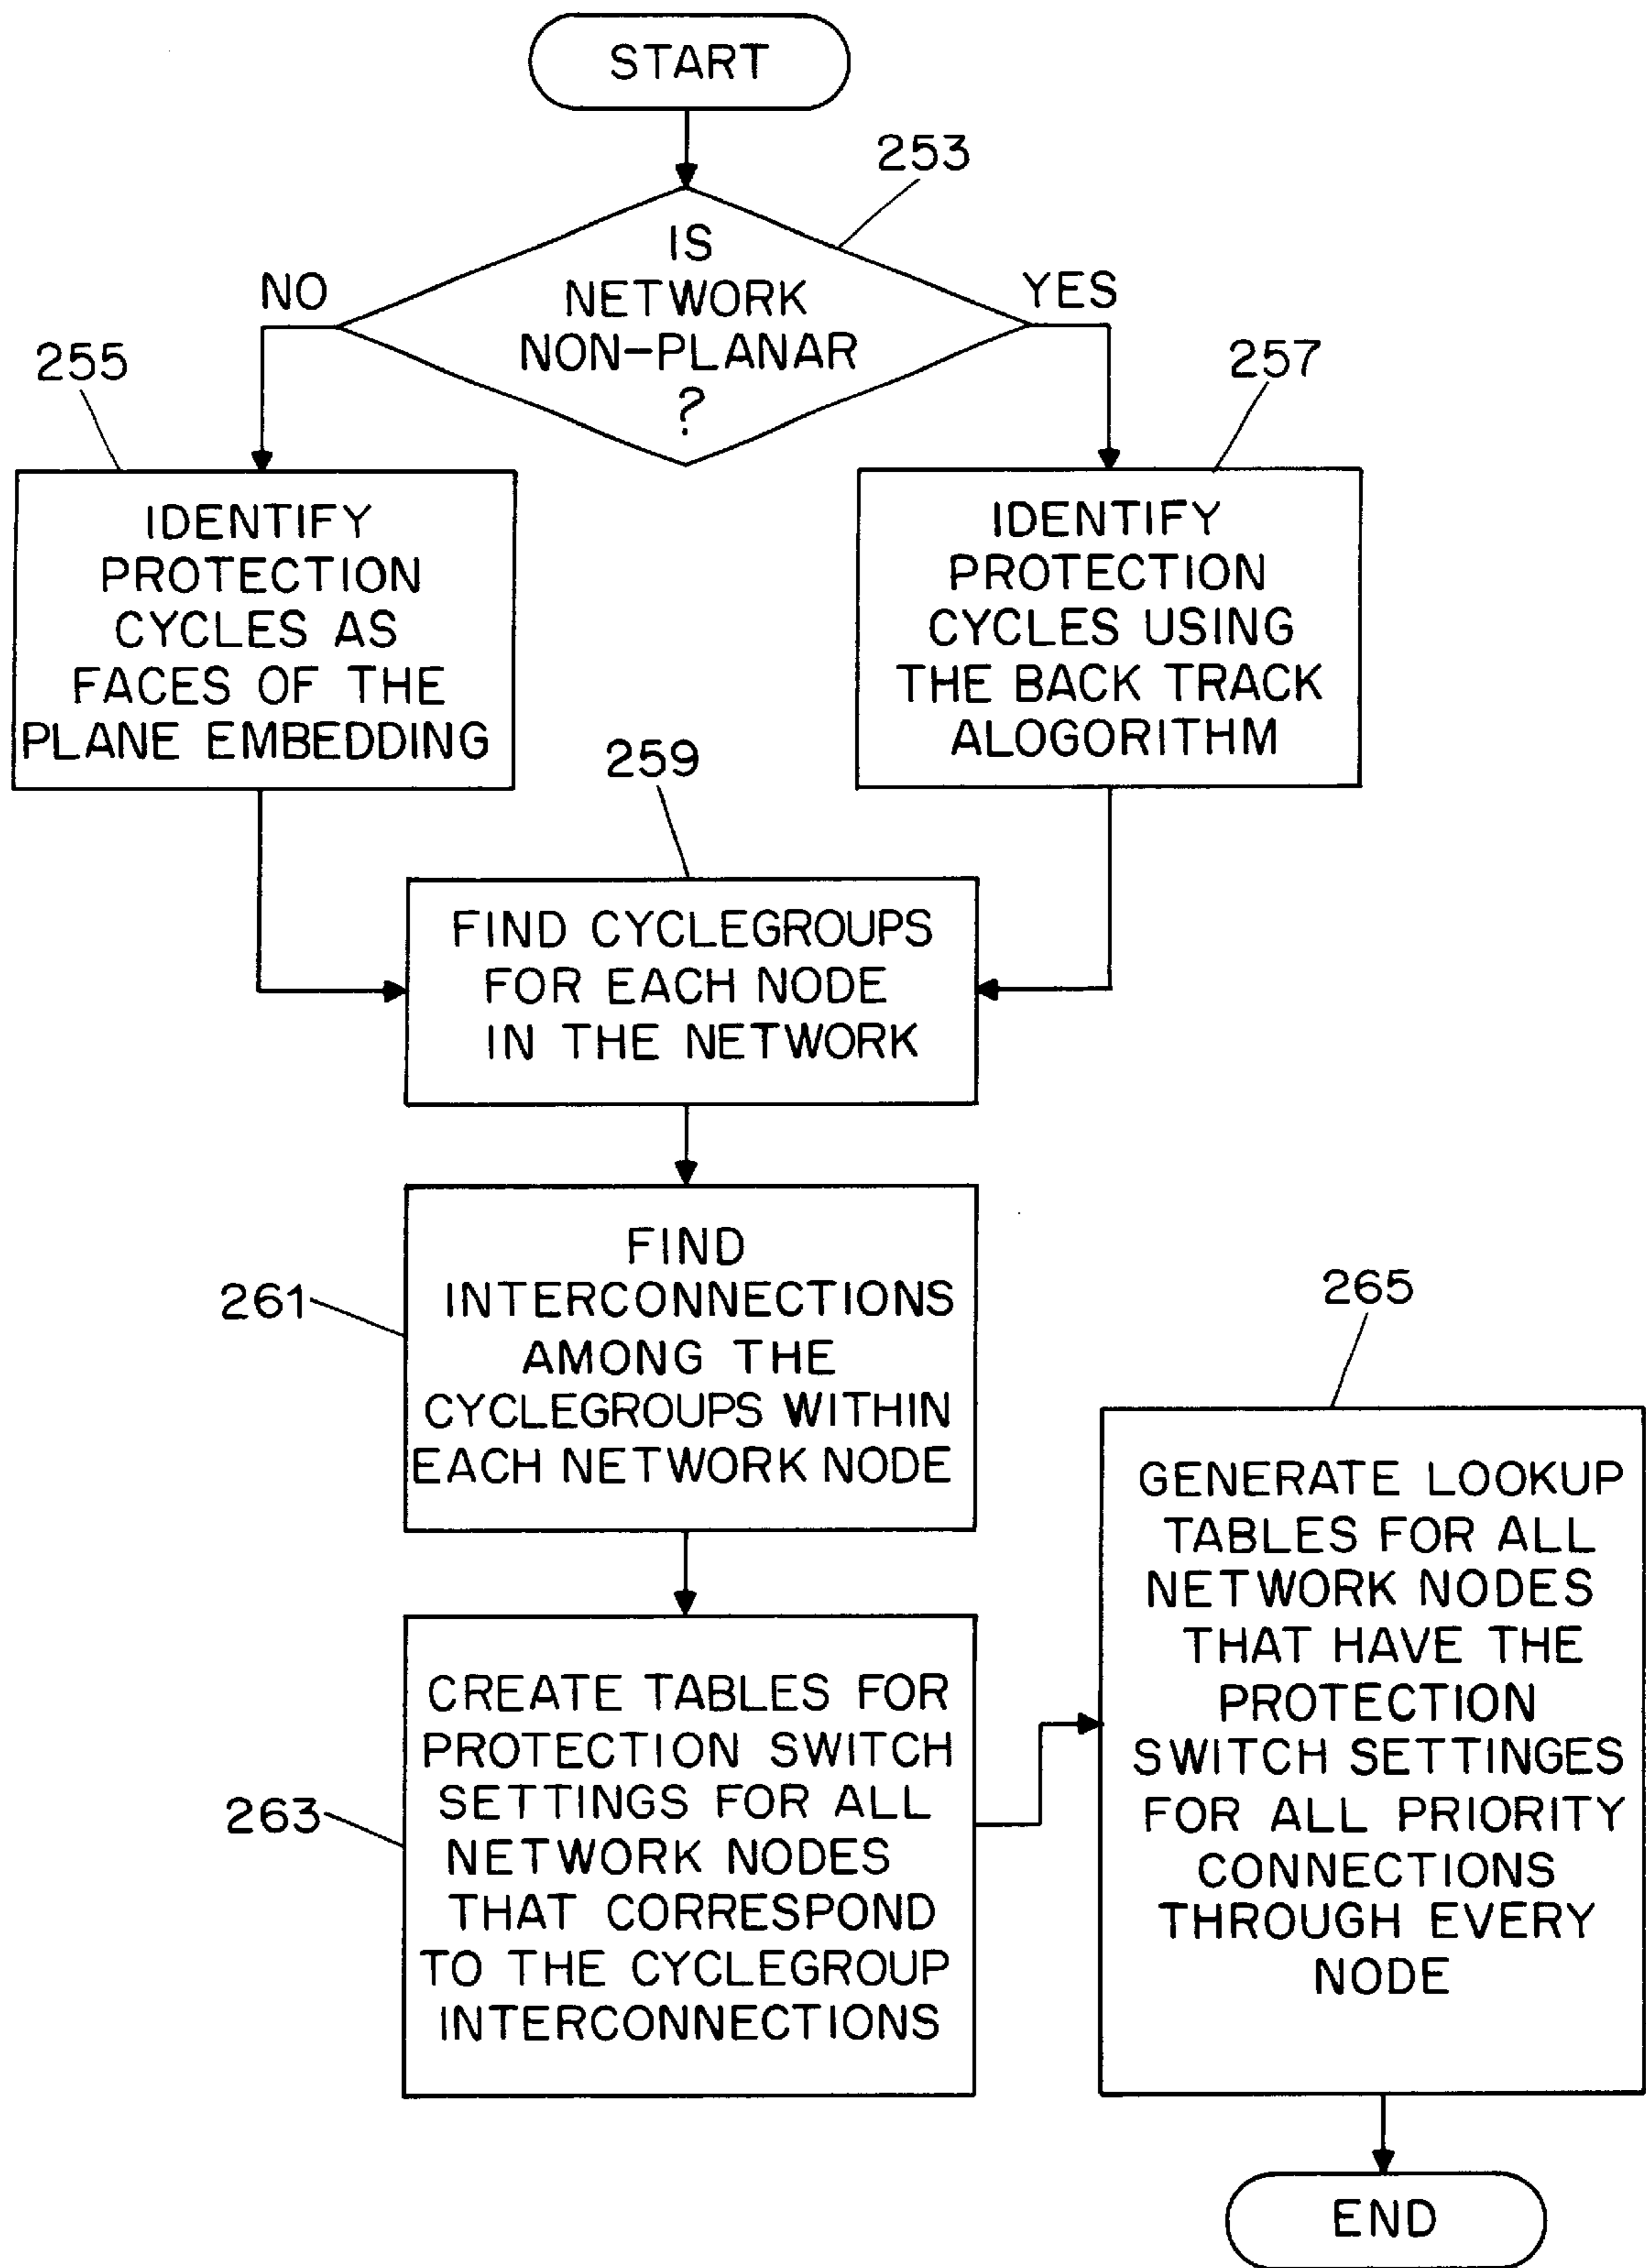 START
253
IS
NETWORK
NON-PLANAR
?
NO
YES
255
IDENTIFY
PROTECTION
CYCLES AS
FACES OF THE
PLANE EMBEDDING
257
IDENTIFY
PROTECTION
CYCLES USING
THE BACK TRACK
ALOGORITHM
259
FIND CYCLEGROUPS
FOR EACH NODE
IN THE NETWORK
261
FIND
INTERCONNECTIONS
AMONG THE
CYCLEGROUPS WITHIN
EACH NETWORK NODE
263
CREATE TABLES FOR
PROTECTION SWITCH
SETTINGS FOR ALL
NETWORK NODES
THAT CORRESPOND
TO THE CYCLEGROUP
INTERCONNECTIONS
265
GENERATE LOOKUP
TABLES FOR ALL
NETWORK NODES
THAT HAVE THE
PROTECTION
SWITCH SETTINGES
FOR ALL PRIORITY
CONNECTIONS
THROUGH EVERY
NODE
END